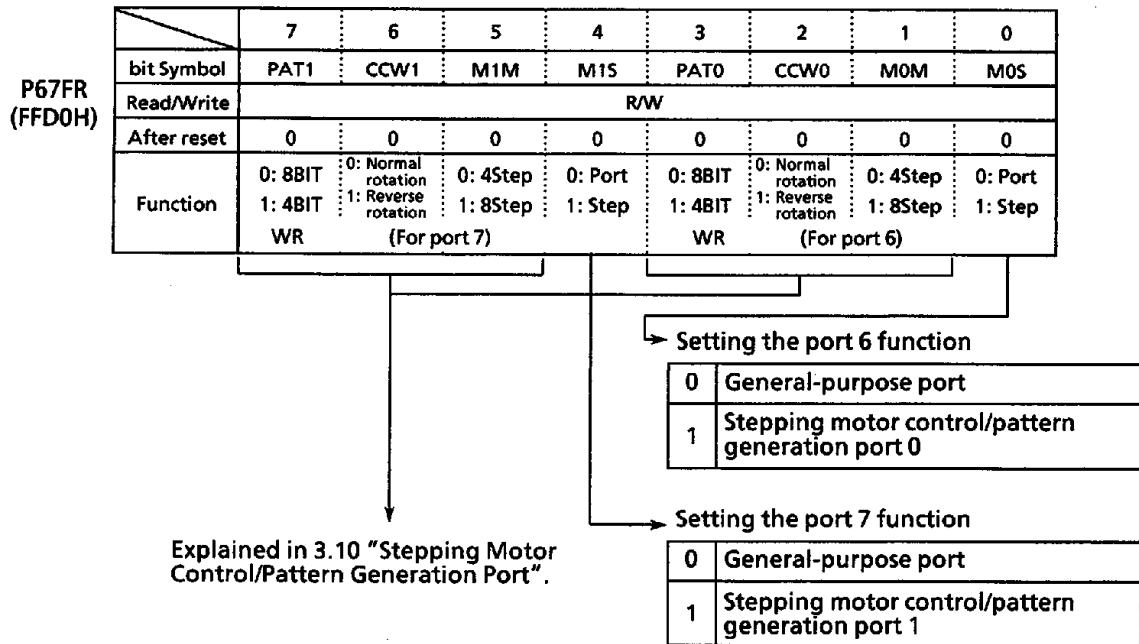 7 6 5 4 3 2 1 0
bit Symbol PAT1 CCW1 M1M M1S PAT0 CCW0 M0M M0S
P67FR
(FFD0H)
Read/Write R/W
After reset 0 0 0 0 0 0 0 0
Function
0: 8BIT 0: Normal rotation 0: 4Step 0: Port 0: 8BIT 0: Normal rotation 0: 4Step 0: Port
1: 4BIT 1: Reverse rotation 1: 8Step 1: Step 1: 4BIT 1: Reverse rotation 1: 8Step 1: Step
WR (For port 7) WR (For port 6)
Setting the port 6 function
0 General-purpose port
1 Stepping motor control/pattern
generation port 0
Setting the port 7 function
0 General-purpose port
1 Stepping motor control/pattern
generation port 1
Explained in 3.10 "Stepping Motor
Control/Pattern Generation Port".